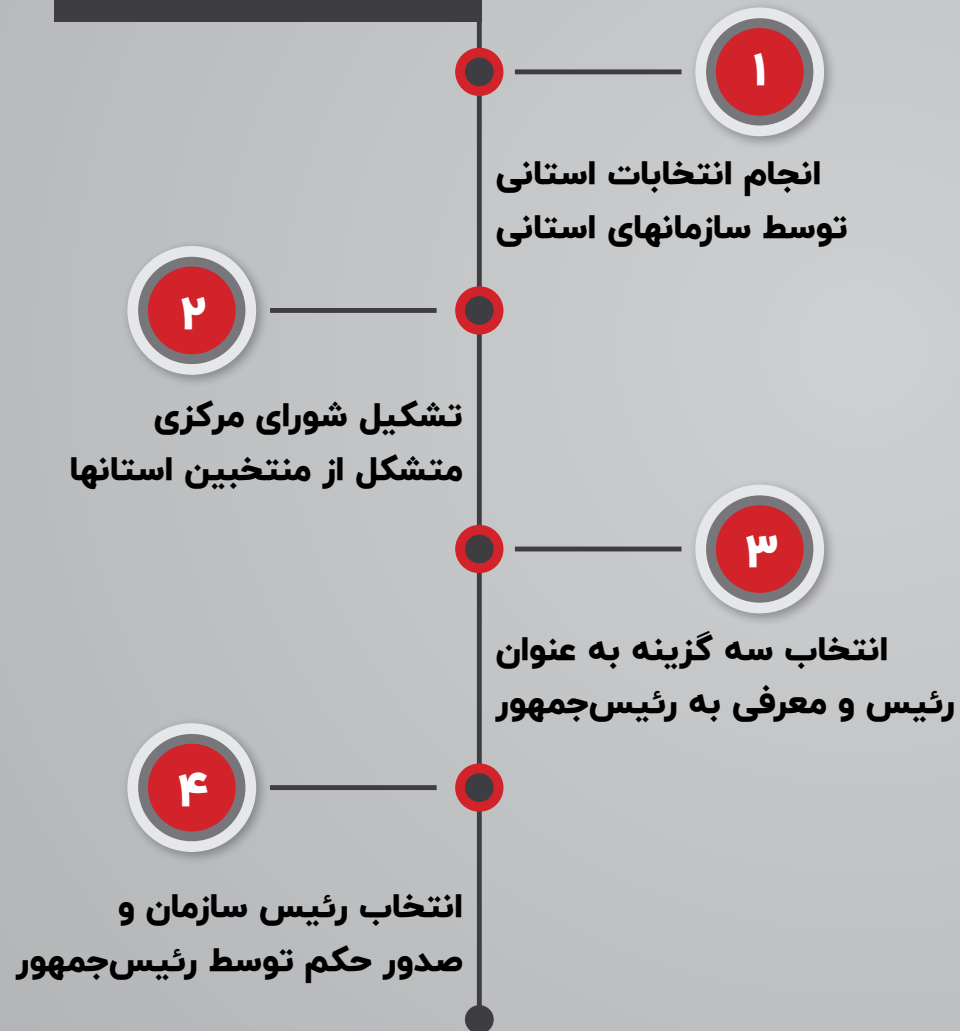 ۱
انجام انتخابات استانی
توسط سازمانهای استانی
۲
تشکیل شورای مرکزی
متشکل از منتخبین استانها
۳
انتخاب سه گزینه به عنوان
رئیس و معرفی به رئیس‌جمهور
۴
انتخاب رئیس سازمان و
صدور حکم توسط رئیس‌جمهور